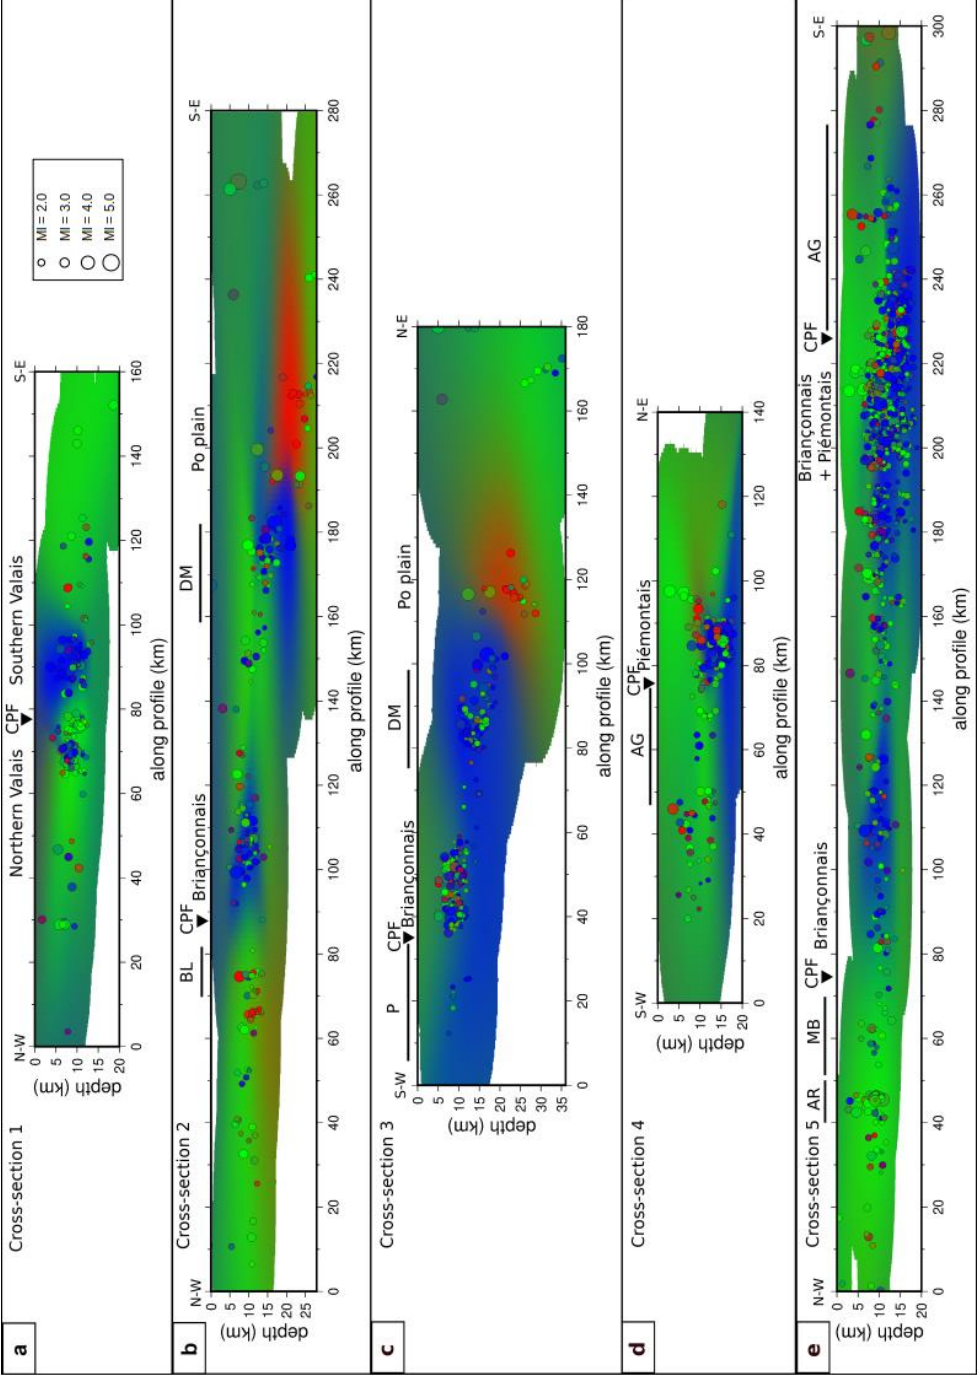 a
Cross-section 1
N-W
Northern Valais
CPF
Southern Valais
S-E
depth (km)
0
5
10
15
20
0 20 40 60 80 100 120 140 160
along profile (km)
Ml = 2.0
Ml = 3.0
Ml = 4.0
Ml = 5.0
b
Cross-section 2
N-W
BL
CPF
Briançonnais
DM
Po plain
S-E
depth (km)
0
5
10
15
20
25
0 20 40 60 80 100 120 140 160 180 200 220 240 260 280
along profile (km)
c
Cross-section 3
S-W
P
CPF
Briançonnais
DM
Po plain
N-E
depth (km)
0
5
10
15
20
25
30
35
0 20 40 60 80 100 120 140 160 180
along profile (km)
d
Cross-section 4
S-W
AG
CPF
Piémontais
N-E
depth (km)
0
5
10
15
20
0 20 40 60 80 100 120 140
along profile (km)
e
Cross-section 5
N-W
AR
MB
CPF
Briançonnais
Briançonnais
+ Piémontais
CPF
AG
S-E
depth (km)
0
5
10
15
20
0 20 40 60 80 100 120 140 160 180 200 220 240 260 280 300
along profile (km)